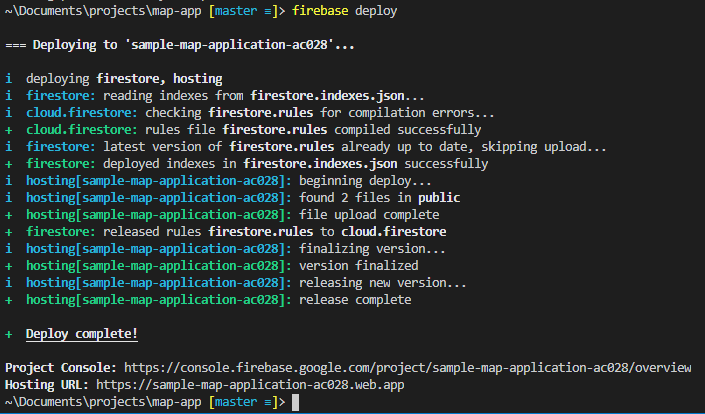 ~\Documents\projects\map-app [master ≡]> firebase deploy
=== Deploying to 'sample-map-application-ac028'...
i  deploying firestore, hosting
i  firestore: reading indexes from firestore.indexes.json...
i  cloud.firestore: checking firestore.rules for compilation errors...
+  cloud.firestore: rules file firestore.rules compiled successfully
i  firestore: latest version of firestore.rules already up to date, skipping upload...
+  firestore: deployed indexes in firestore.indexes.json successfully
i  hosting[sample-map-application-ac028]: beginning deploy...
i  hosting[sample-map-application-ac028]: found 2 files in public
+  hosting[sample-map-application-ac028]: file upload complete
+  firestore: released rules firestore.rules to cloud.firestore
i  hosting[sample-map-application-ac028]: finalizing version...
+  hosting[sample-map-application-ac028]: version finalized
i  hosting[sample-map-application-ac028]: releasing new version...
+  hosting[sample-map-application-ac028]: release complete
+  Deploy complete!
Project Console: https://console.firebase.google.com/project/sample-map-application-ac028/overview
Hosting URL: https://sample-map-application-ac028.web.app
~\Documents\projects\map-app [master ≡]>